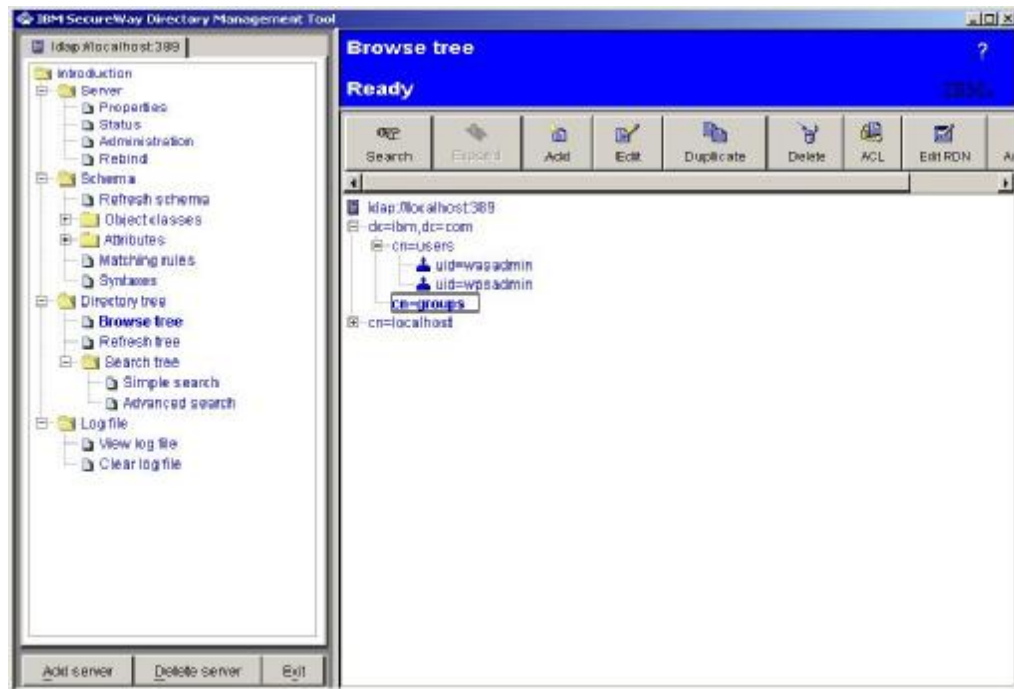 IBM SecureWay Directory Management Tool
ldap://localhost:389
Introduction
Server
Properties
Status
Administration
Rebind
Schema
Refresh schema
Object classes
Attributes
Matching rules
Syntaxes
Directory tree
Browse tree
Refresh tree
Search tree
Simple search
Advanced search
Log file
View log file
Clear log file
Add server Delete server Exit
Browse tree ?
Ready IBM
Search Expand Add Edit Duplicate Delete ACL Edit RDN
ldap://localhost:389
dc=ibm,dc=com
cn=users
uid=wasadmin
uid=wpsadmin
cn=groups
cn=localhost